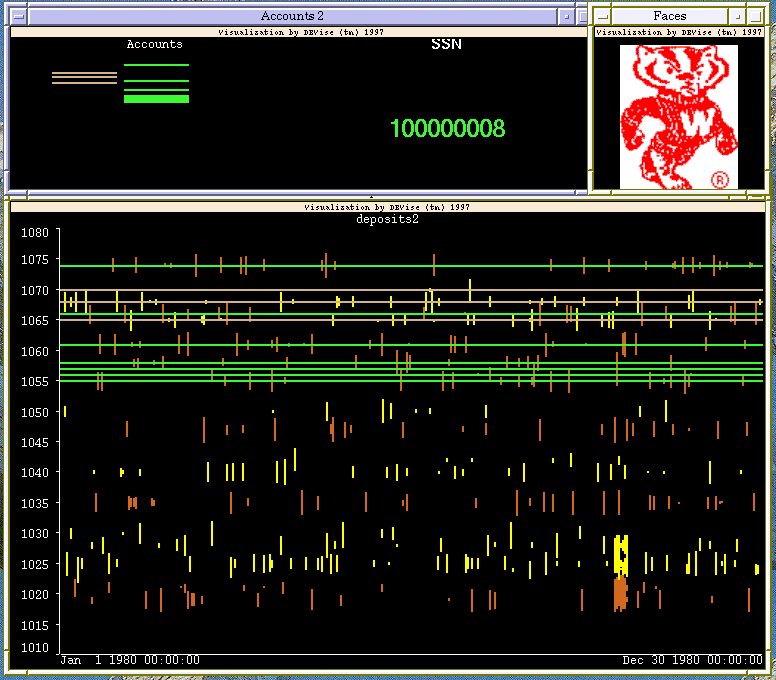 Accounts 2
Visualization by DEVise (tm) 1997
Accounts
SSN
100000008
Faces
Visualization by DEVise (tm) 1997
®
Visualization by DEVise (tm) 1997
deposits2
1080
1075
1070
1065
1060
1055
1050
1045
1040
1035
1030
1025
1020
1015
1010
Jan 1 1980 00:00:00
Dec 30 1980 00:00:00